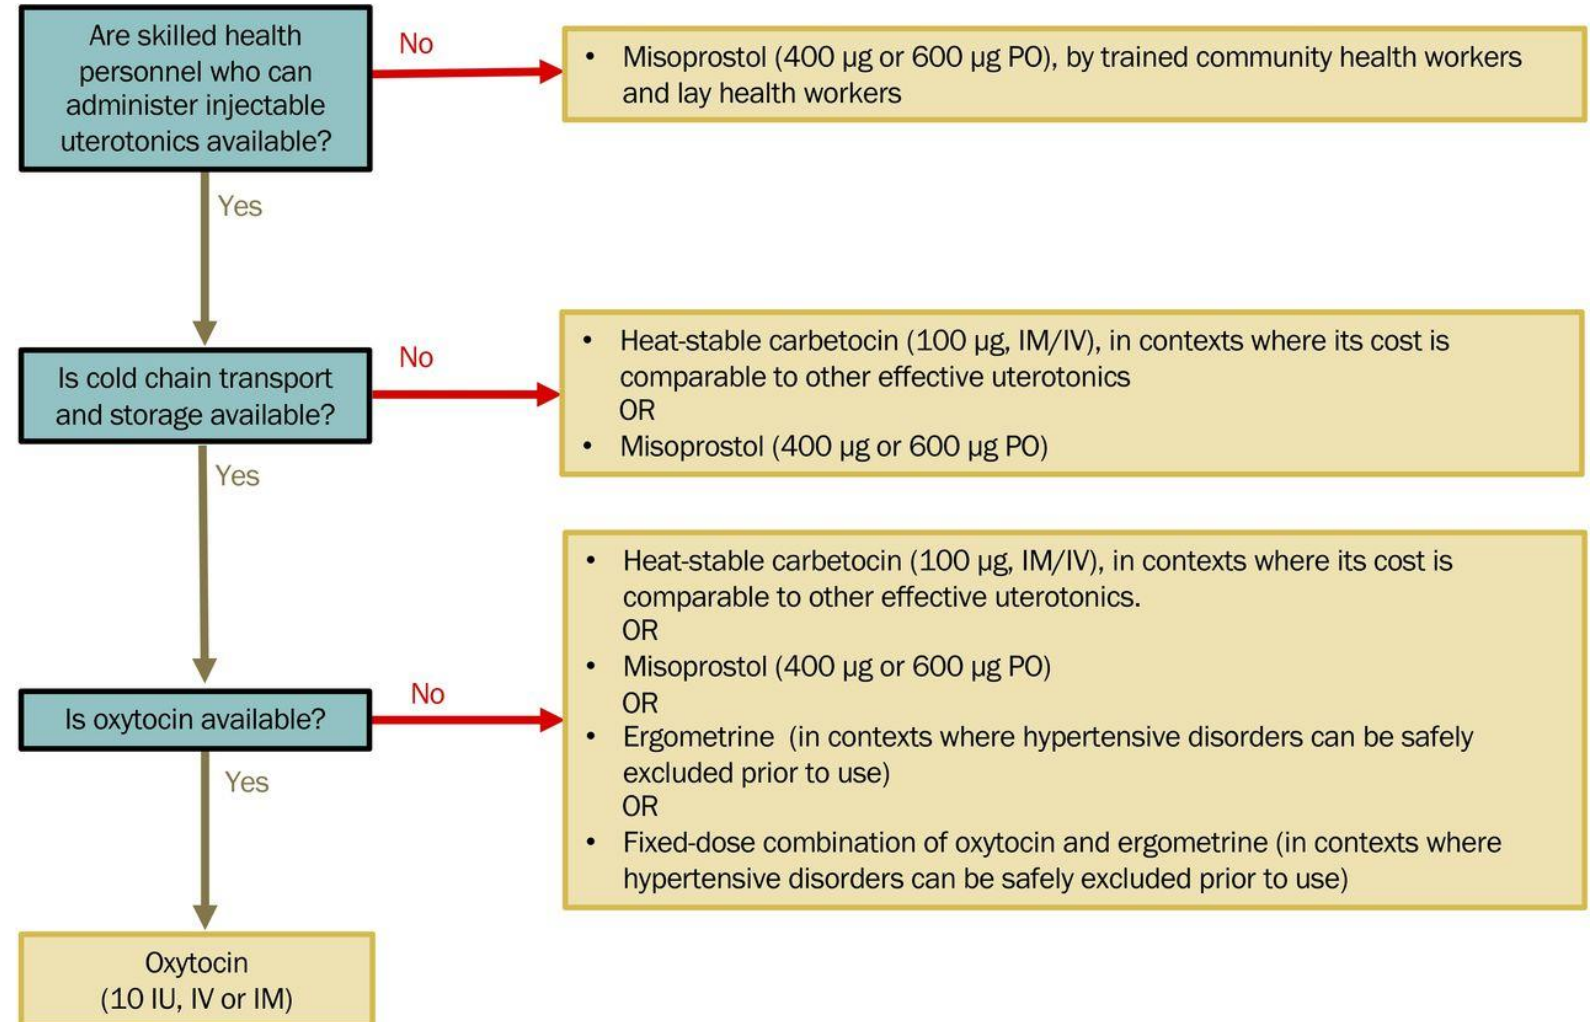 Are skilled health
personnel who can
administer injectable
uterotonics available?
No
• Misoprostol (400 µg or 600 µg PO), by trained community health workers
and lay health workers
Yes
Is cold chain transport
and storage available?
No
• Heat-stable carbetocin (100 µg, IM/IV), in contexts where its cost is
comparable to other effective uterotonics
OR
• Misoprostol (400 µg or 600 µg PO)
Yes
Is oxytocin available?
No
• Heat-stable carbetocin (100 µg, IM/IV), in contexts where its cost is
comparable to other effective uterotonics.
OR
• Misoprostol (400 µg or 600 µg PO)
OR
• Ergometrine (in contexts where hypertensive disorders can be safely
excluded prior to use)
OR
• Fixed-dose combination of oxytocin and ergometrine (in contexts where
hypertensive disorders can be safely excluded prior to use)
Yes
Oxytocin
(10 IU, IV or IM)